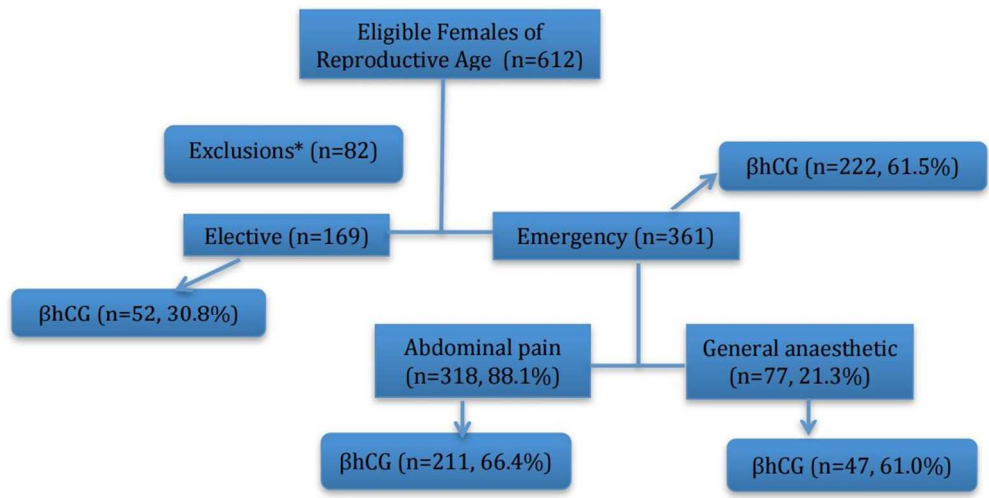 Eligible Females of
Reproductive Age (n=612)
Exclusions* (n=82)
βhCG (n=222, 61.5%)
Elective (n=169)
Emergency (n=361)
βhCG (n=52, 30.8%)
Abdominal pain
(n=318, 88.1%)
General anaesthetic
(n=77, 21.3%)
βhCG (n=211, 66.4%)
βhCG (n=47, 61.0%)